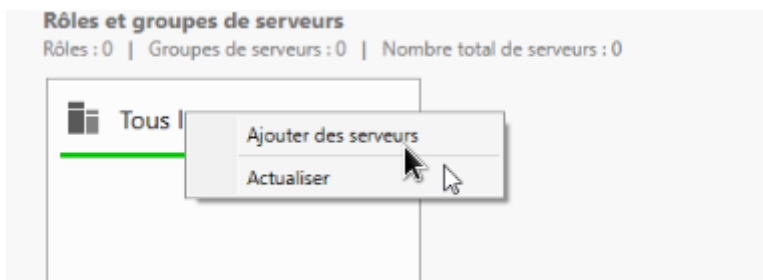 Rôles et groupes de serveurs
Rôles : 0 | Groupes de serveurs : 0 | Nombre total de serveurs : 0
Tous
Ajouter des serveurs
Actualiser